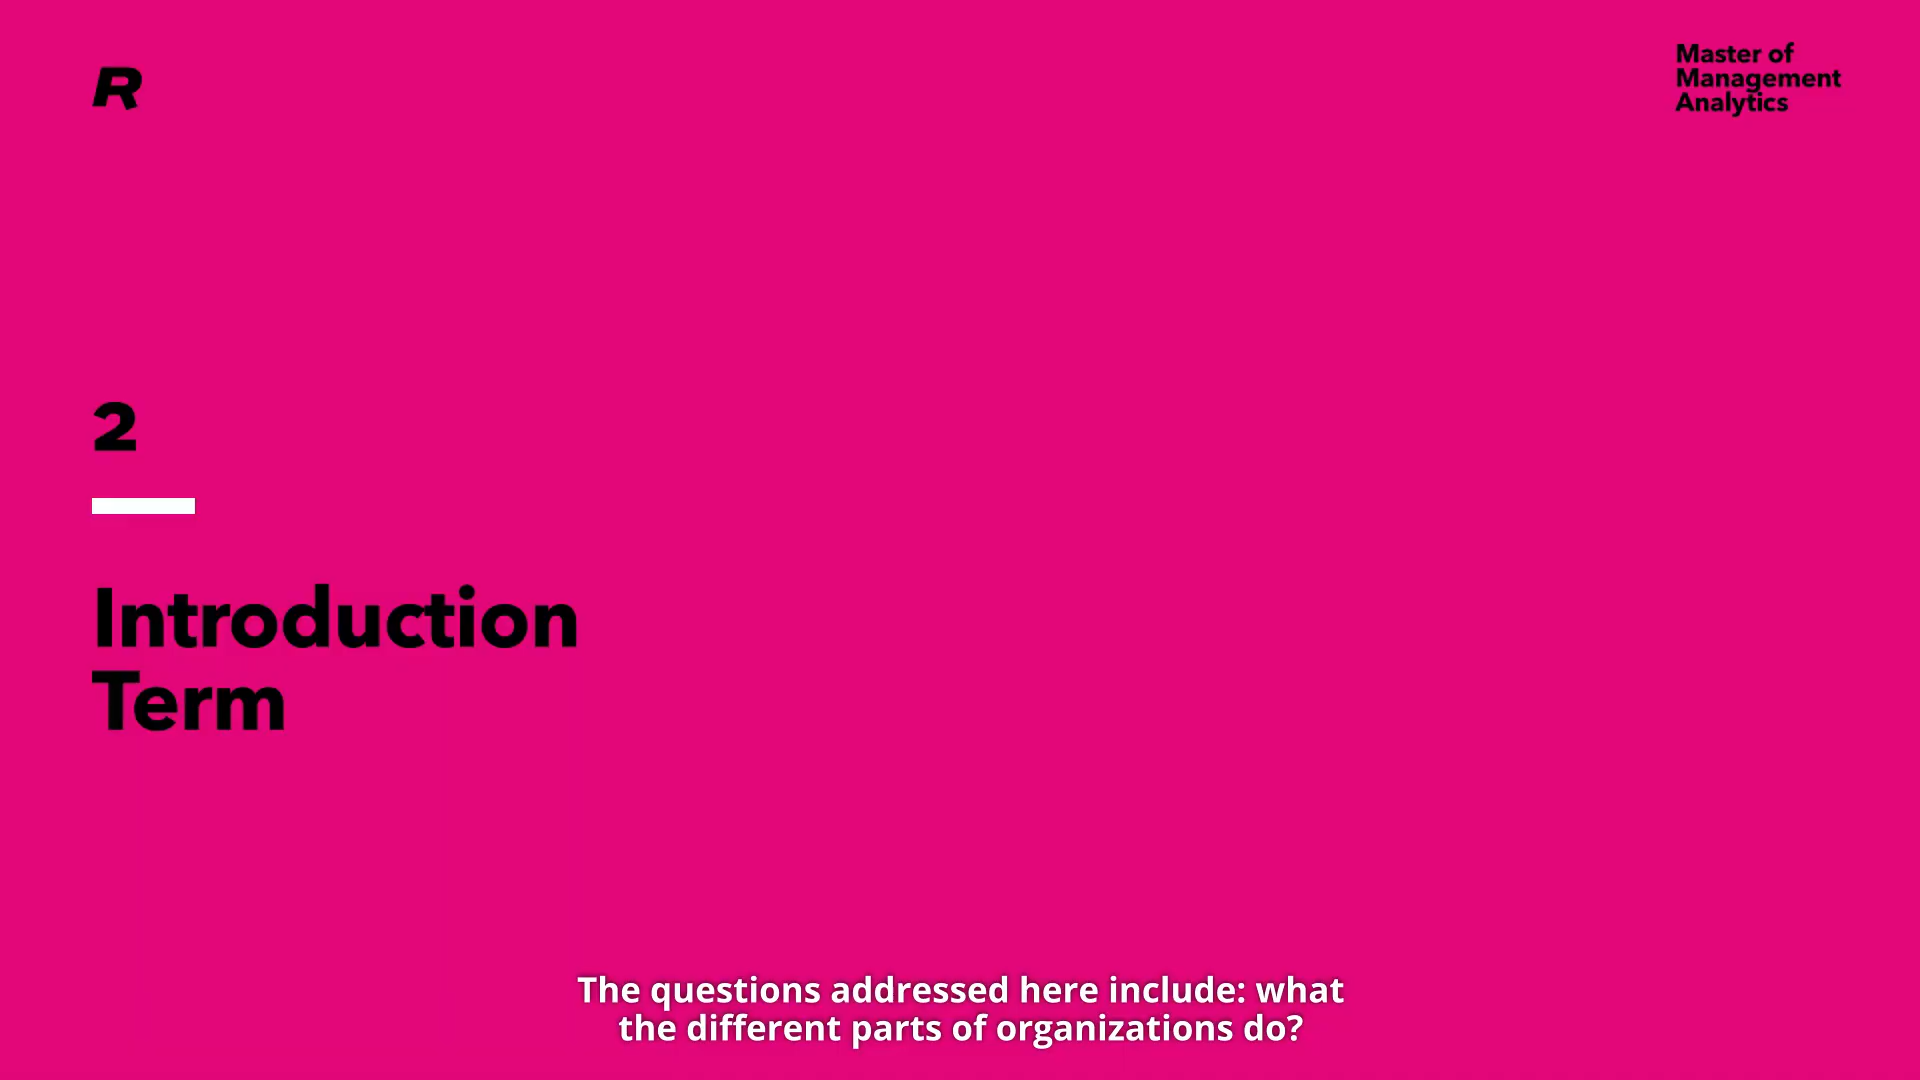 R
Master of
Management
Analytics
2
Introduction
Term
The questions addressed here include: what
the different parts of organizations do?